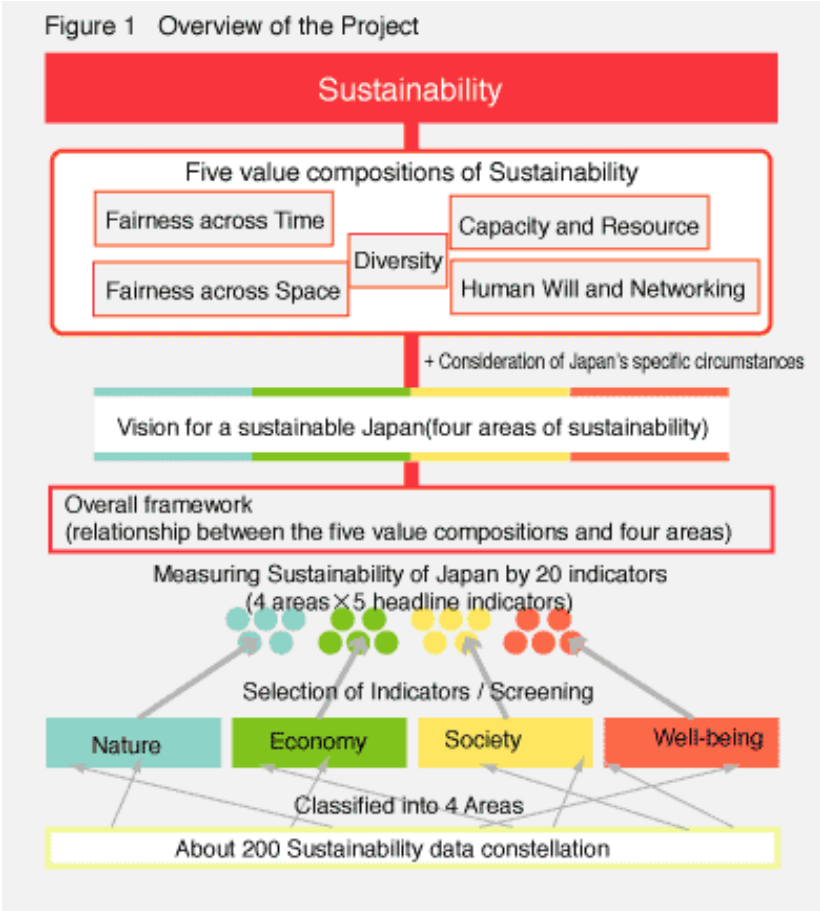 Figure 1 Overview of the Project
Sustainability
Five value compositions of Sustainability
Fairness across Time
Capacity and Resource
Diversity
Fairness across Space
Human Will and Networking
+ Consideration of Japan's specific circumstances
Vision for a sustainable Japan(four areas of sustainability)
Overall framework
(relationship between the five value compositions and four areas)
Measuring Sustainability of Japan by 20 indicators
(4 areas×5 headline indicators)
Selection of Indicators / Screening
Nature
Economy
Society
Well-being
Classified into 4 Areas
About 200 Sustainability data constellation